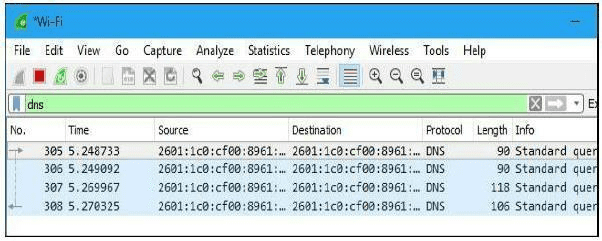 *Wi-Fi
File Edit View Go Capture Analyze Statistics Telephony Wireless Tools Help
dns
No. Time Source Destination Protocol Length Info
305 5.248733 2601:1c0:cf00:8961:… 2601:1c0:cf00:8961:… DNS 90 Standard quer
306 5.249092 2601:1c0:cf00:8961:… 2601:1c0:cf00:8961:… DNS 90 Standard quer
307 5.269967 2601:1c0:cf00:8961:… 2601:1c0:cf00:8961:… DNS 118 Standard quer
308 5.270325 2601:1c0:cf00:8961:… 2601:1c0:cf00:8961:… DNS 106 Standard quer